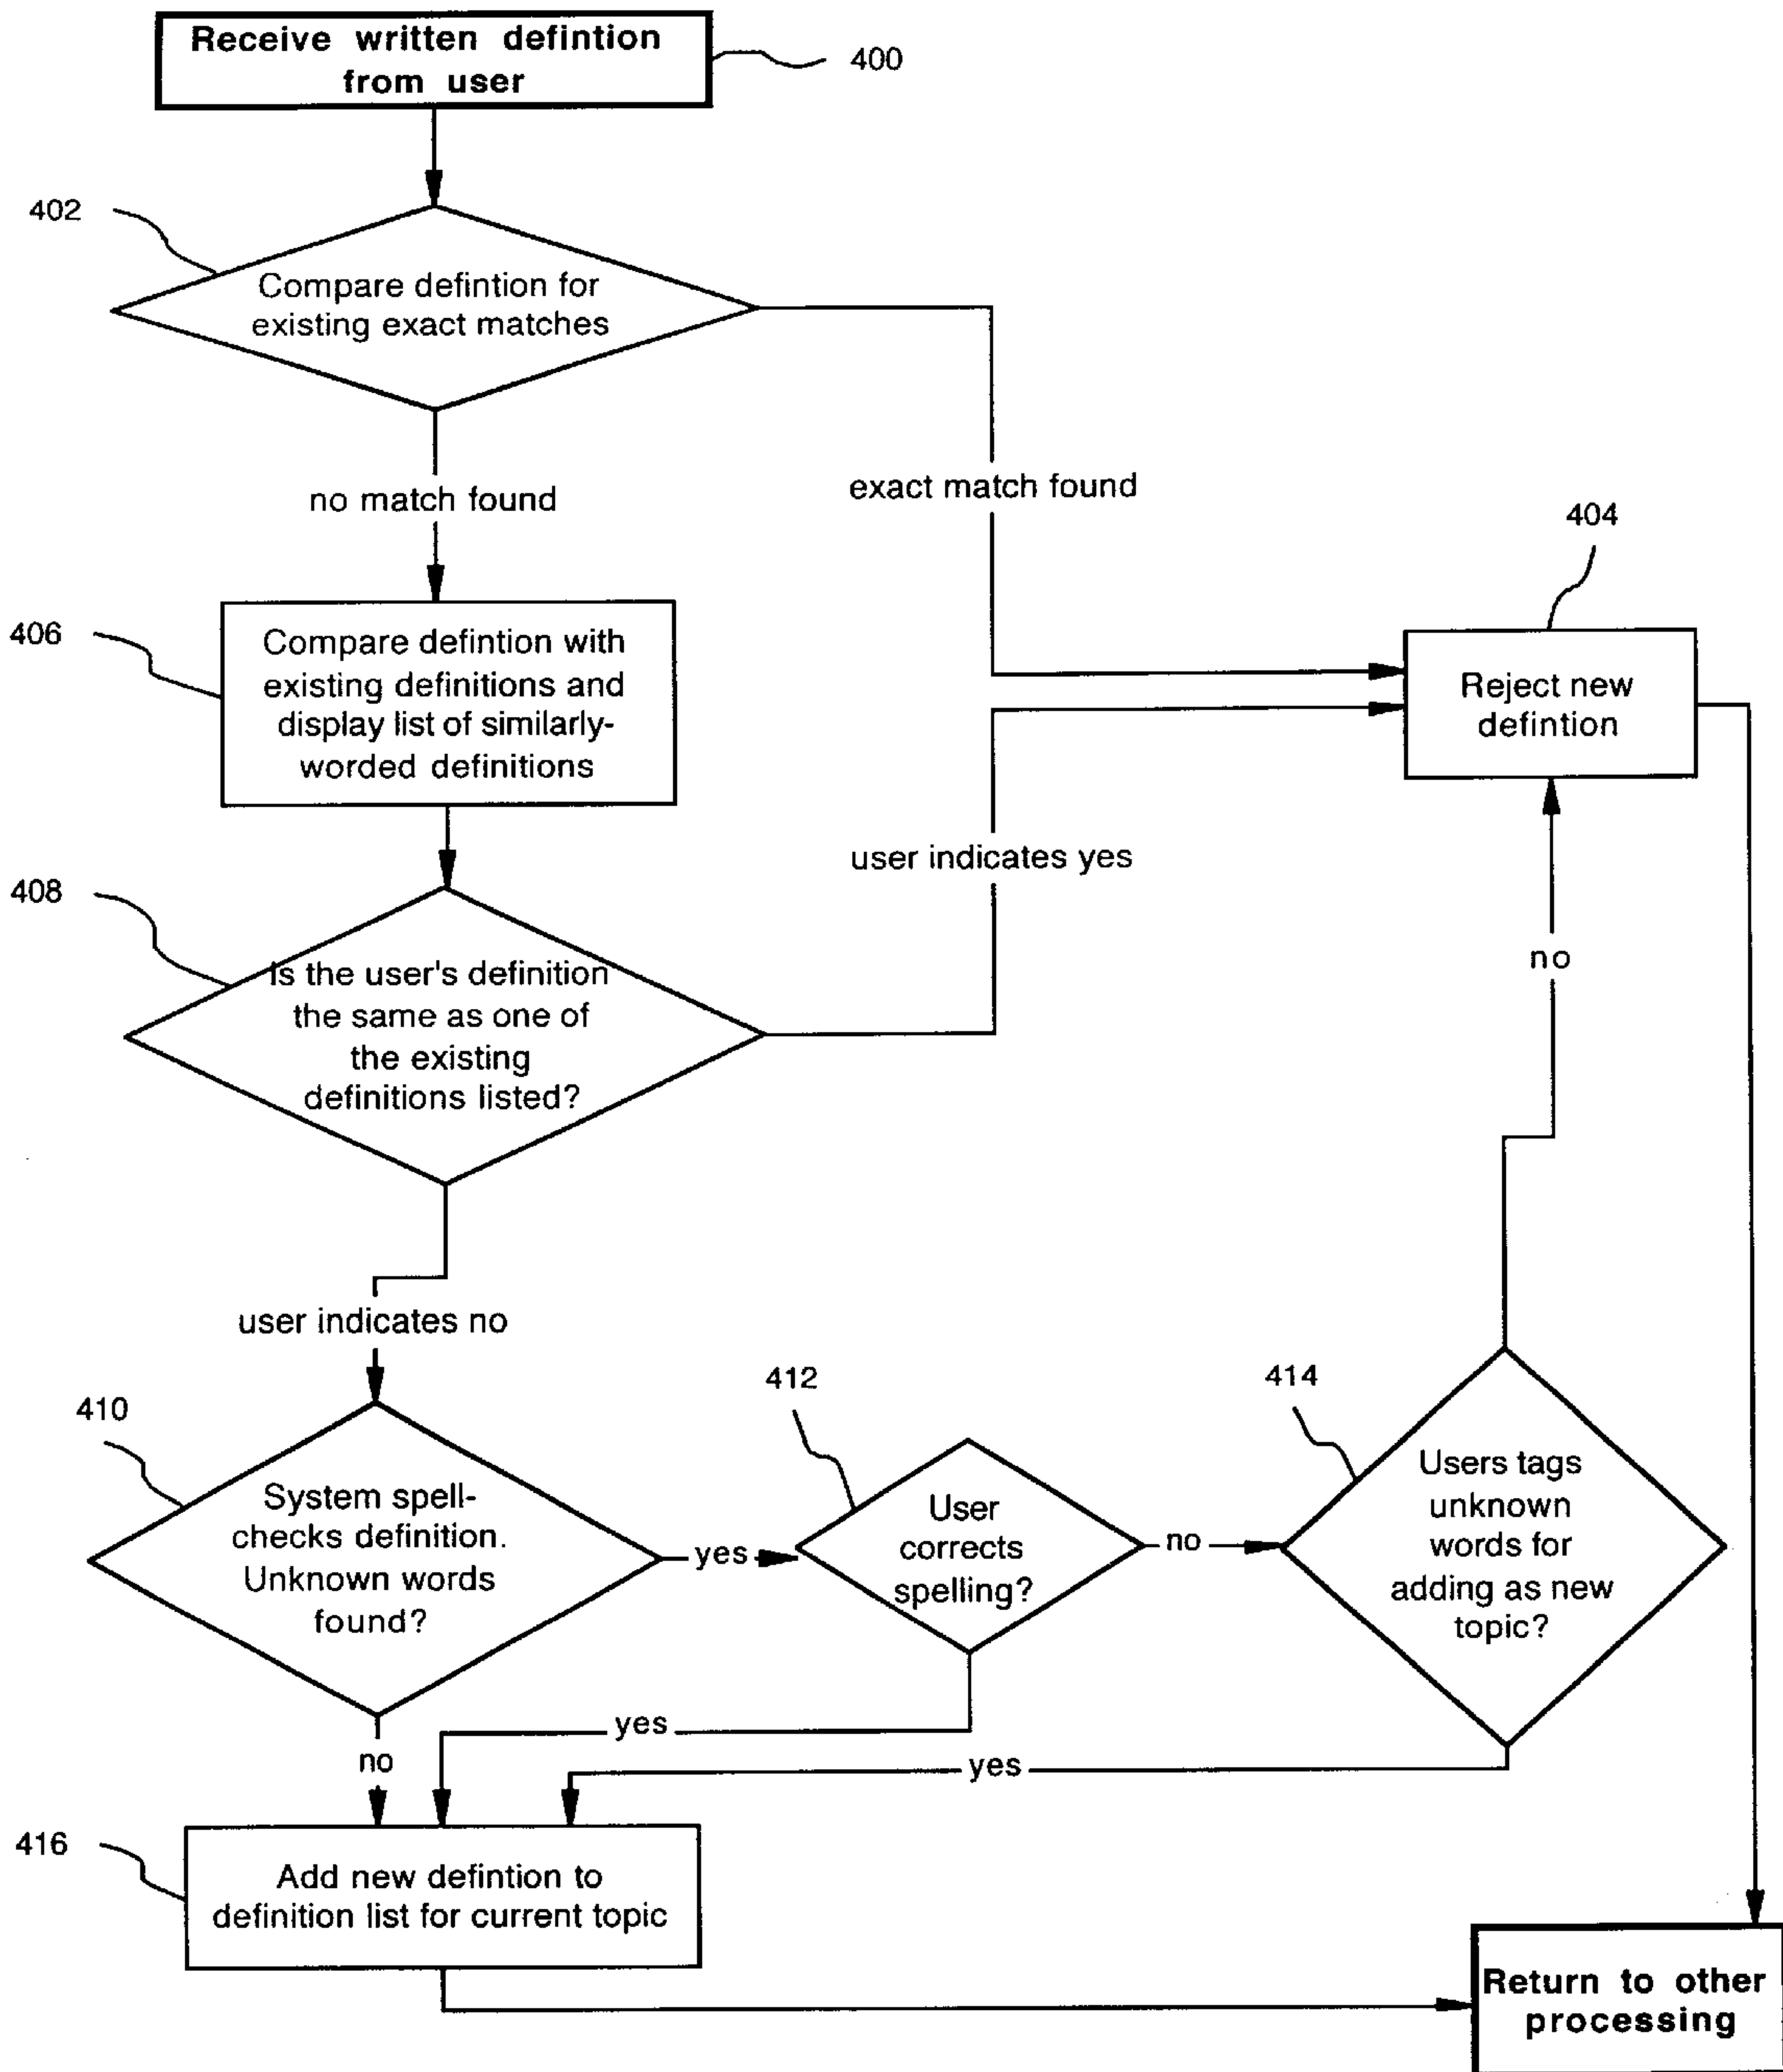 Receive written defintion
from user
400
402
Compare defintion for
existing exact matches
no match found
exact match found
404
406
Compare defintion with
existing definitions and
display list of similarly-
worded definitions
Reject new
defintion
user indicates yes
408
Is the user's definition
the same as one of
the existing
definitions listed?
no
user indicates no
410
412
414
System spell-
checks definition.
Unknown words
found?
yes
User
corrects
spelling?
no
Users tags
unknown
words for
adding as new
topic?
no
yes
yes
416
Add new defintion to
definition list for current topic
Return to other
processing